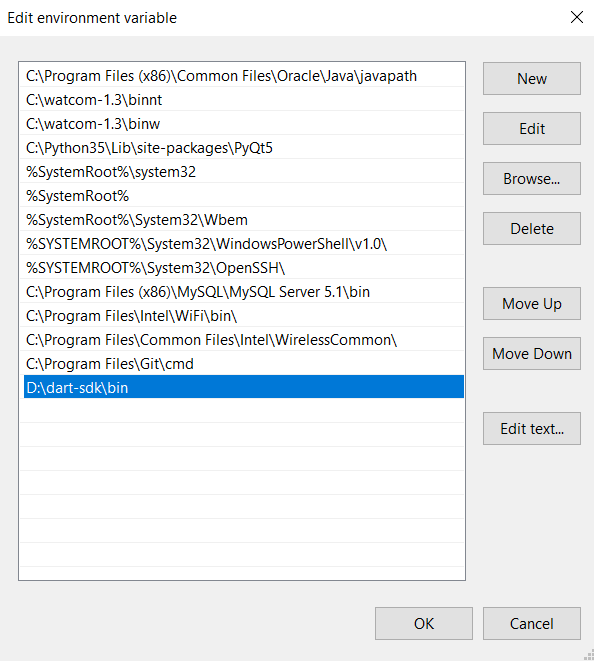 Edit environment variable
C:\Program Files (x86)\Common Files\Oracle\Java\javapath
C:\watcom-1.3\binnt
C:\watcom-1.3\binw
C:\Python35\Lib\site-packages\PyQt5
%SystemRoot%\system32
%SystemRoot%
%SystemRoot%\System32\Wbem
%SYSTEMROOT%\System32\WindowsPowerShell\v1.0\
%SYSTEMROOT%\System32\OpenSSH\
C:\Program Files (x86)\MySQL\MySQL Server 5.1\bin
C:\Program Files\Intel\WiFi\bin\
C:\Program Files\Common Files\Intel\WirelessCommon\
C:\Program Files\Git\cmd
D:\dart-sdk\bin
New
Edit
Browse...
Delete
Move Up
Move Down
Edit text...
OK
Cancel